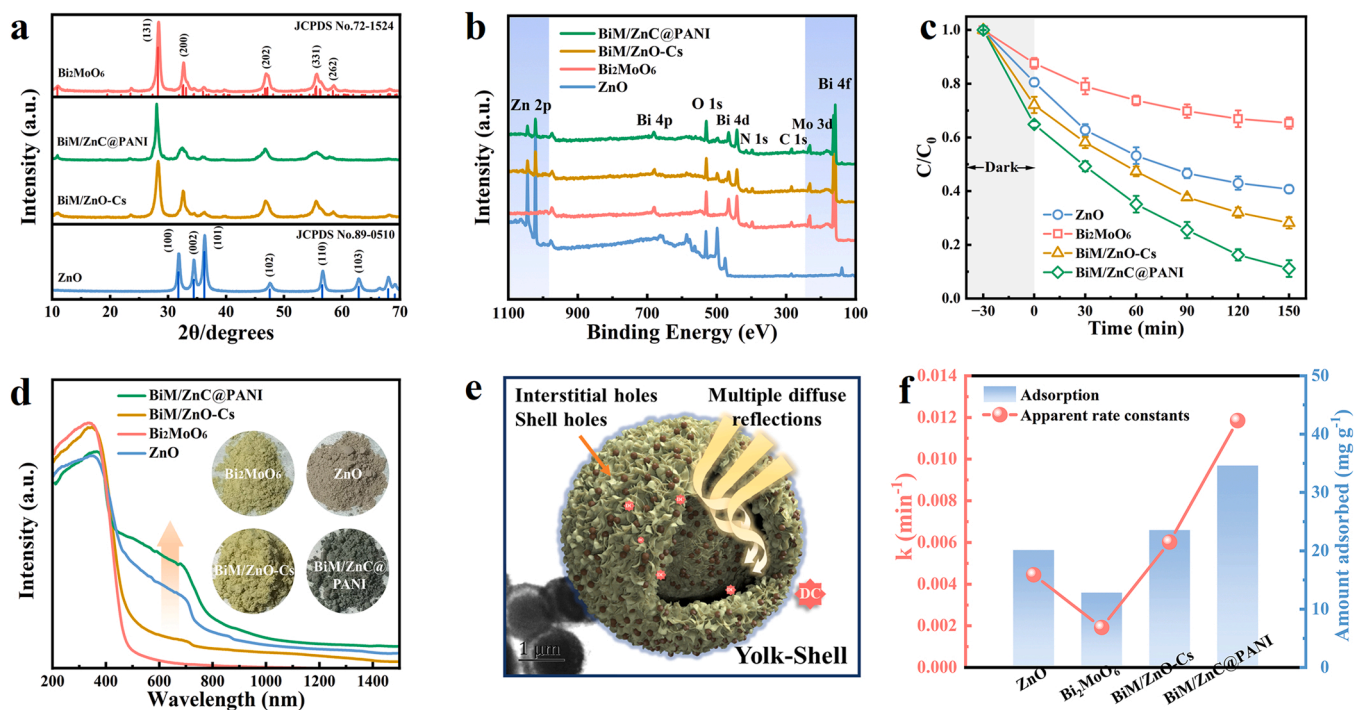 a
JCPDS No.72-1524
(131)
(200)
(202)
(331)
(262)
Bi₂MoO₆
BiM/ZnC@PANI
BiM/ZnO-Cs
JCPDS No.89-0510
(100)
(002)
(101)
(102)
(110)
(103)
ZnO
Intensity (a.u.)
10 20 30 40 50 60 70
2θ/degrees
b
BiM/ZnC@PANI
BiM/ZnO-Cs
Bi₂MoO₆
ZnO
Zn 2p
Bi 4p
O 1s
Bi 4d
N 1s
C 1s
Mo 3d
Bi 4f
Intensity (a.u.)
1100 900 700 500 300 100
Binding Energy (eV)
c
C/C₀
1.0
0.8
0.6
0.4
0.2
0.0
Dark
ZnO
Bi₂MoO₆
BiM/ZnO-Cs
BiM/ZnC@PANI
−30 0 30 60 90 120 150
Time (min)
d
BiM/ZnC@PANI
BiM/ZnO-Cs
Bi₂MoO₆
ZnO
Bi₂MoO₆
ZnO
BiM/ZnO-Cs
BiM/ZnC@
PANI
Intensity (a.u.)
200 400 600 800 1000 1200 1400
Wavelength (nm)
e
Interstitial holes
Shell holes
Multiple diffuse
reflections
DC
DC
DC
DC
1 μm
Yolk-Shell
f
Adsorption
Apparent rate constants
k (min⁻¹)
0.014
0.012
0.010
0.008
0.006
0.004
0.002
0.000
Amount adsorbed (mg g⁻¹)
50
40
30
20
10
0
ZnO
Bi₂MoO₆
BiM/ZnO-Cs
BiM/ZnC@PANI